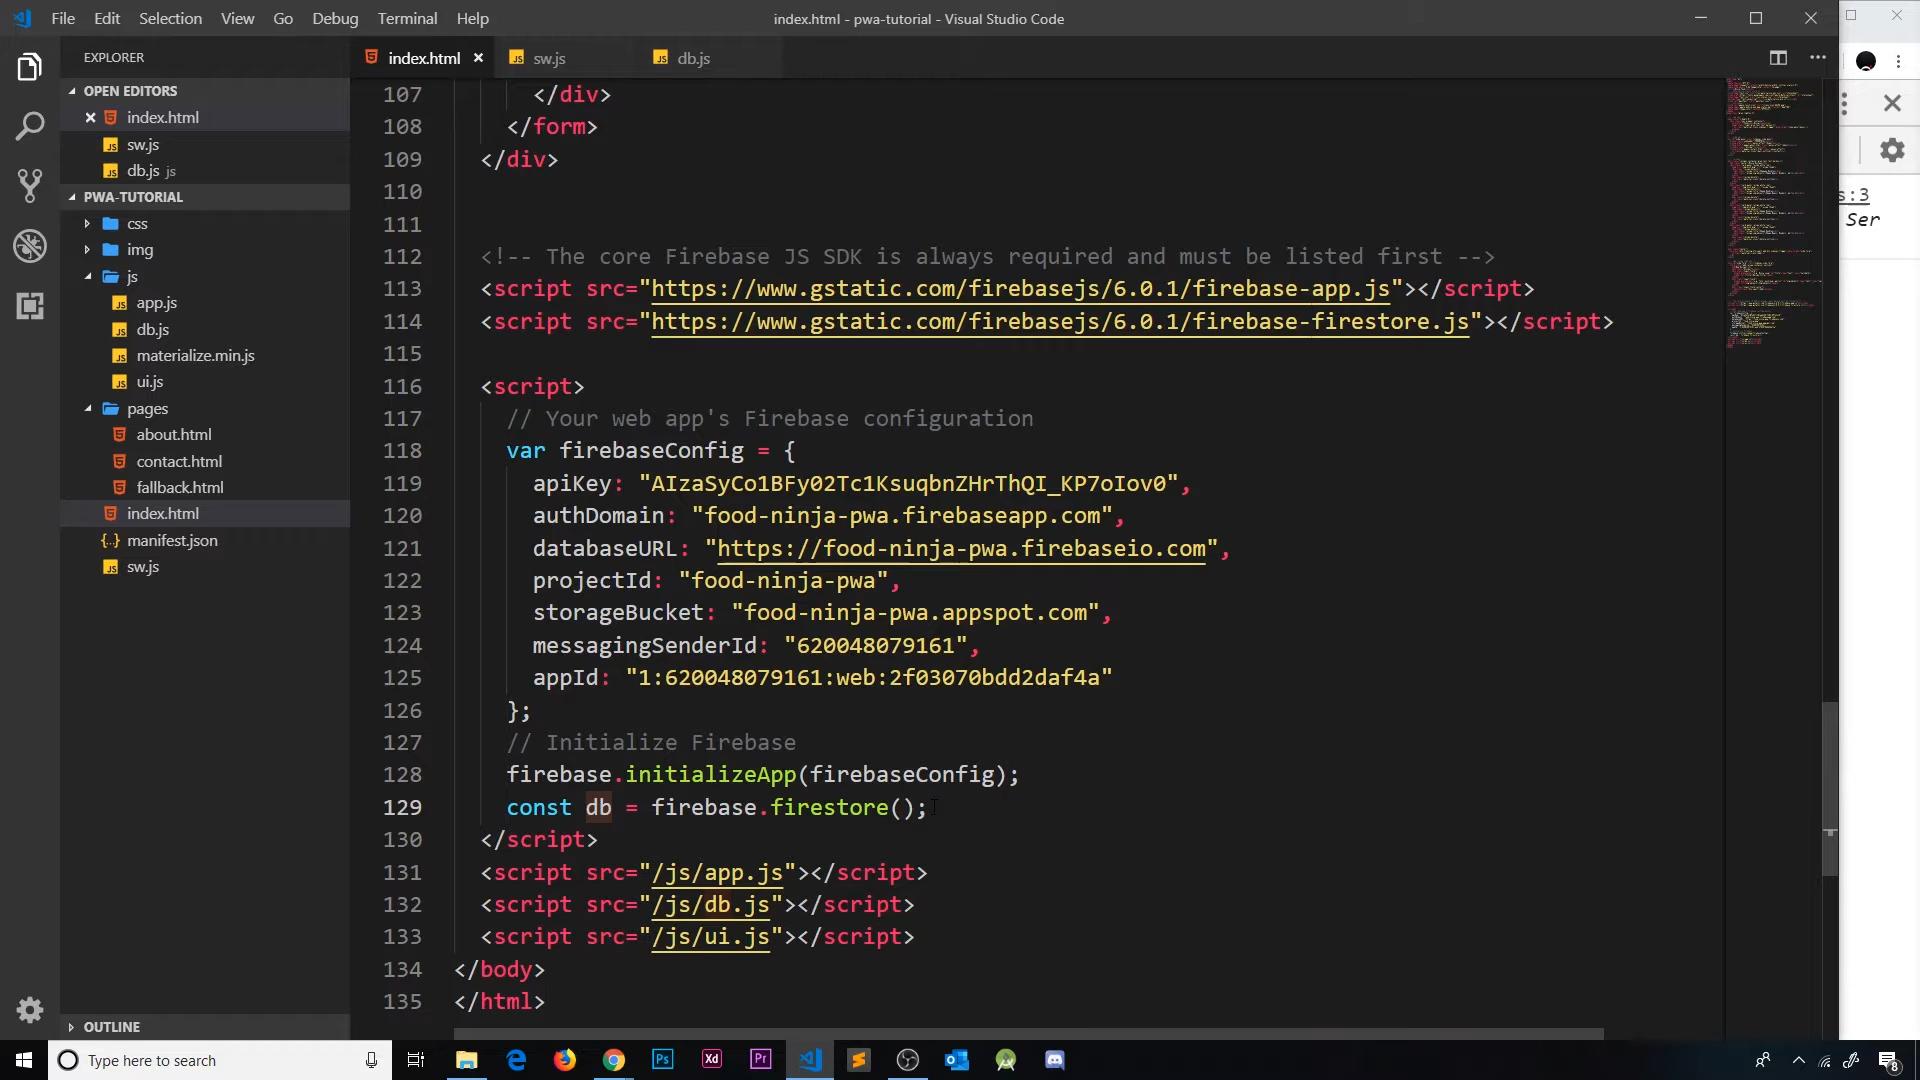 File Edit Selection View Go Debug Terminal Help
index.html - pwa-tutorial - Visual Studio Code
EXPLORER
OPEN EDITORS
index.html
sw.js
db.js js
PWA-TUTORIAL
css
img
js
app.js
db.js
materialize.min.js
ui.js
pages
about.html
contact.html
fallback.html
index.html
manifest.json
sw.js
OUTLINE
index.html sw.js db.js
107 </div>
108 </form>
109 </div>
110
111
112 <!-- The core Firebase JS SDK is always required and must be listed first -->
113 <script src="https://www.gstatic.com/firebasejs/6.0.1/firebase-app.js"></script>
114 <script src="https://www.gstatic.com/firebasejs/6.0.1/firebase-firestore.js"></script>
115
116 <script>
117 // Your web app's Firebase configuration
118 var firebaseConfig = {
119 apiKey: "AIzaSyCo1BFy02Tc1KsuqbnZHrThQI_KP7oIov0",
120 authDomain: "food-ninja-pwa.firebaseapp.com",
121 databaseURL: "https://food-ninja-pwa.firebaseio.com",
122 projectId: "food-ninja-pwa",
123 storageBucket: "food-ninja-pwa.appspot.com",
124 messagingSenderId: "620048079161",
125 appId: "1:620048079161:web:2f03070bdd2daf4a"
126 };
127 // Initialize Firebase
128 firebase.initializeApp(firebaseConfig);
129 const db = firebase.firestore();
130 </script>
131 <script src="/js/app.js"></script>
132 <script src="/js/db.js"></script>
133 <script src="/js/ui.js"></script>
134 </body>
135 </html>
s:3
Ser
Type here to search
Ps Xd Pr
8